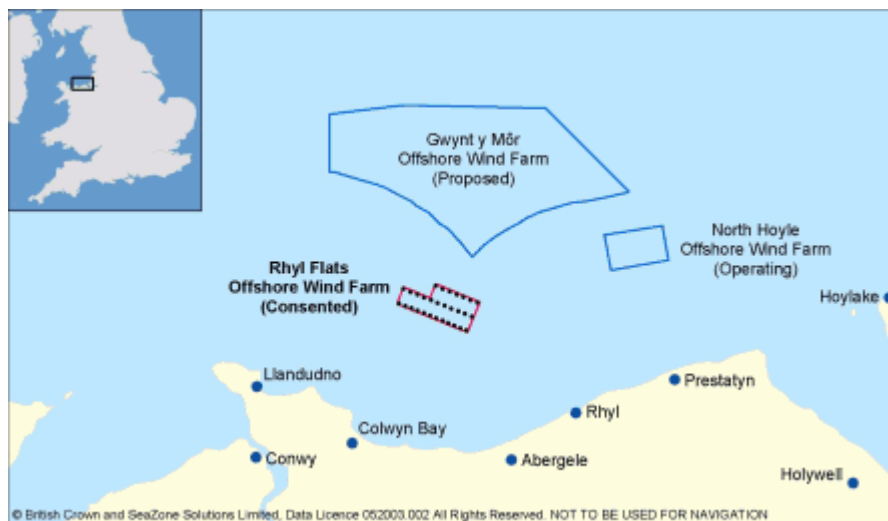 Gwynt y Môr
Offshore Wind Farm
(Proposed)
North Hoyle
Offshore Wind Farm
(Operating)
Rhyl Flats
Offshore Wind Farm
(Consented)
Hoylake
Llandudno
Prestatyn
Rhyl
Colwyn Bay
Conwy
Abergele
Holywell
© British Crown and SeaZone Solutions Limited, Data Licence 052003.002 All Rights Reserved. NOT TO BE USED FOR NAVIGATION